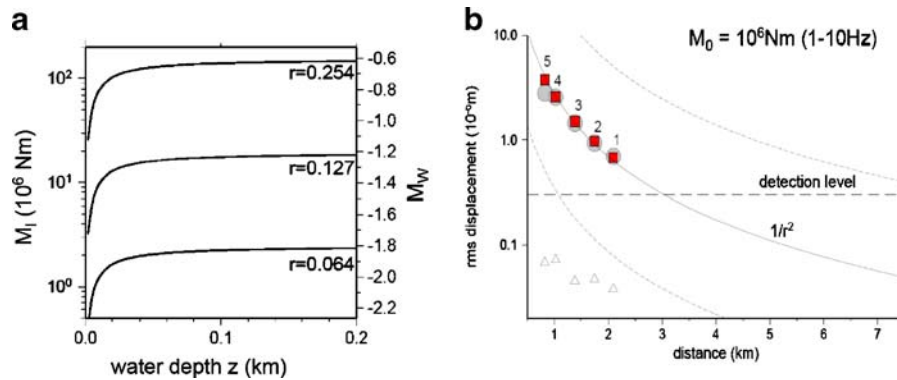 a
M_I (10⁶ Nm)
10²
10¹
10⁰
r=0.254
r=0.127
r=0.064
-0.6
-0.8
-1.0
-1.2
-1.4
-1.6
-1.8
-2.0
-2.2
M_W
0.0 0.1 0.2
water depth z (km)
b
M₀ = 10⁶Nm (1-10Hz)
rms displacement (10⁻⁹m)
10.0
1.0
0.1
5
4
3
2
1
detection level
1/r²
1 2 3 4 5 6 7
distance (km)